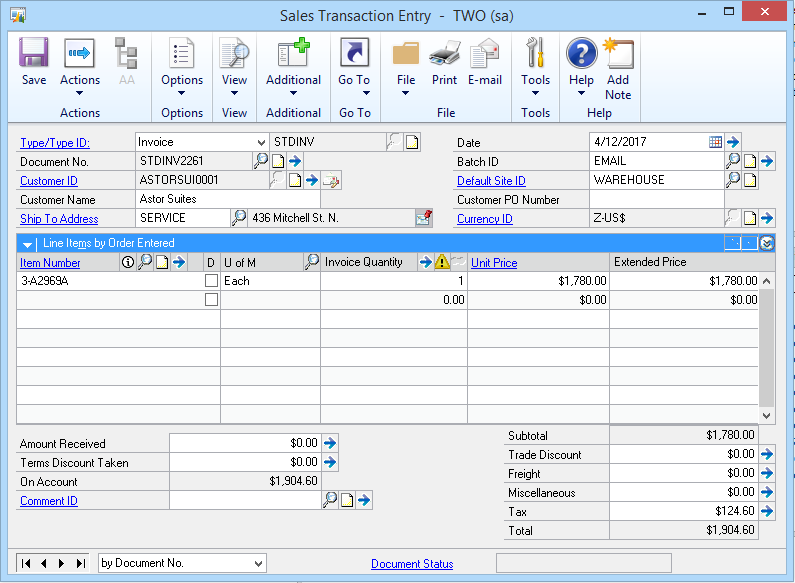 Sales Transaction Entry - TWO (sa)
Save Actions AA Options View Additional Go To File Print E-mail Tools Help Add Note
Actions Options View Additional Go To File Tools Help
Type/Type ID: Invoice STDINV Date 4/12/2017
Document No. STDINV2261 Batch ID EMAIL
Customer ID ASTORSUI0001 Default Site ID WAREHOUSE
Customer Name Astor Suites Customer PO Number
Ship To Address SERVICE 436 Mitchell St. N. Currency ID Z-US$
Line Items by Order Entered
Item Number D U of M Invoice Quantity Unit Price Extended Price
3-A2969A Each 1 $1,780.00 $1,780.00
0.00 $0.00 $0.00
Subtotal $1,780.00
Amount Received $0.00 Trade Discount $0.00
Terms Discount Taken $0.00 Freight $0.00
On Account $1,904.60 Miscellaneous $0.00
Comment ID Tax $124.60
Total $1,904.60
by Document No. Document Status